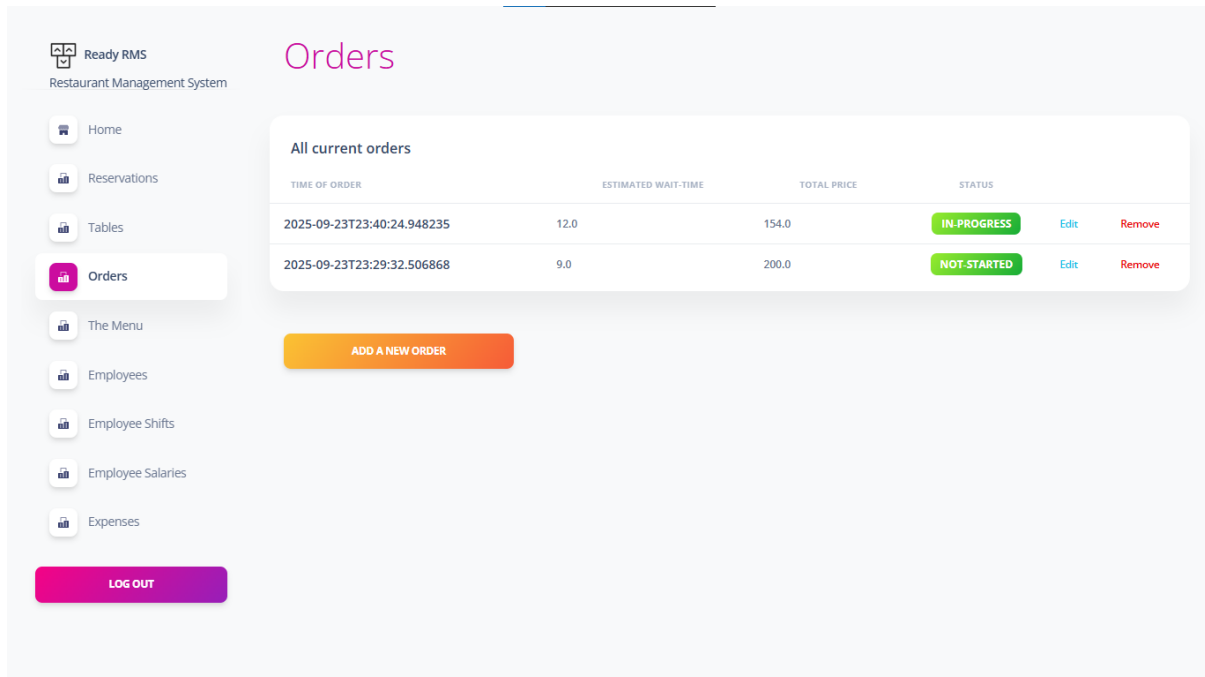 Ready RMS
Restaurant Management System
Home
Reservations
Tables
Orders
The Menu
Employees
Employee Shifts
Employee Salaries
Expenses
LOG OUT
Orders
All current orders
TIME OF ORDER ESTIMATED WAIT-TIME TOTAL PRICE STATUS
2025-09-23T23:40:24.948235 12.0 154.0 IN-PROGRESS Edit Remove
2025-09-23T23:29:32.506868 9.0 200.0 NOT-STARTED Edit Remove
ADD A NEW ORDER